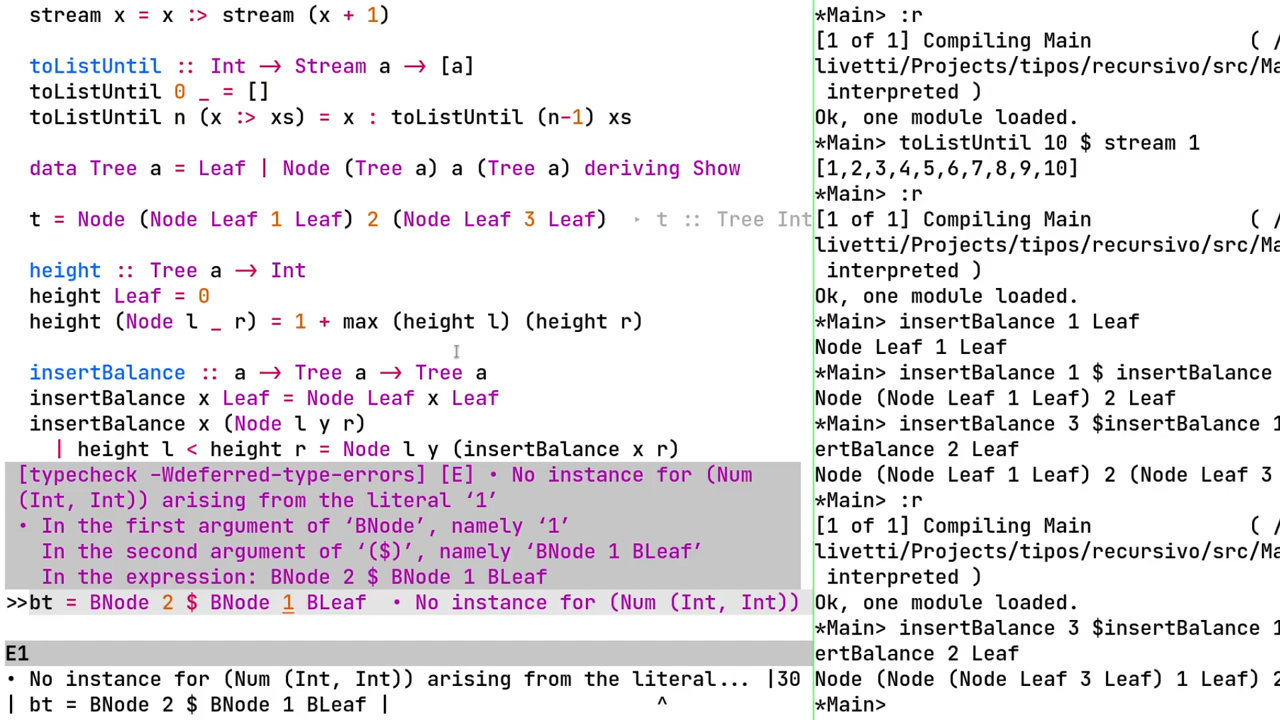 stream x = x :> stream (x + 1)
toListUntil :: Int → Stream a → [a]
toListUntil 0 _ = []
toListUntil n (x :> xs) = x : toListUntil (n-1) xs
data Tree a = Leaf | Node (Tree a) a (Tree a) deriving Show
t = Node (Node Leaf 1 Leaf) 2 (Node Leaf 3 Leaf)  ‣ t :: Tree Int
height :: Tree a → Int
height Leaf = 0
height (Node l _ r) = 1 + max (height l) (height r)
insertBalance :: a → Tree a → Tree a
insertBalance x Leaf = Node Leaf x Leaf
insertBalance x (Node l y r)
| height l < height r = Node l y (insertBalance x r)
[typecheck -Wdeferred-type-errors] [E] • No instance for (Num
(Int, Int)) arising from the literal ‘1’
• In the first argument of ‘BNode’, namely ‘1’
In the second argument of ‘($)’, namely ‘BNode 1 BLeaf’
In the expression: BNode 2 $ BNode 1 BLeaf
>>bt = BNode 2 $ BNode 1 BLeaf  • No instance for (Num (Int, Int))
E1
• No instance for (Num (Int, Int)) arising from the literal... |30
| bt = BNode 2 $ BNode 1 BLeaf | ^
*Main> :r
[1 of 1] Compiling Main ( /
livetti/Projects/tipos/recursivo/src/Ma
interpreted )
Ok, one module loaded.
*Main> toListUntil 10 $ stream 1
[1,2,3,4,5,6,7,8,9,10]
*Main> :r
[1 of 1] Compiling Main ( /
livetti/Projects/tipos/recursivo/src/Ma
interpreted )
Ok, one module loaded.
*Main> insertBalance 1 Leaf
Node Leaf 1 Leaf
*Main> insertBalance 1 $ insertBalance
Node (Node Leaf 1 Leaf) 2 Leaf
*Main> insertBalance 3 $insertBalance 1
ertBalance 2 Leaf
Node (Node Leaf 1 Leaf) 2 (Node Leaf 3
*Main> :r
[1 of 1] Compiling Main ( /
livetti/Projects/tipos/recursivo/src/Ma
interpreted )
Ok, one module loaded.
*Main> insertBalance 3 $insertBalance 1
ertBalance 2 Leaf
Node (Node (Node Leaf 3 Leaf) 1 Leaf) 2
*Main>